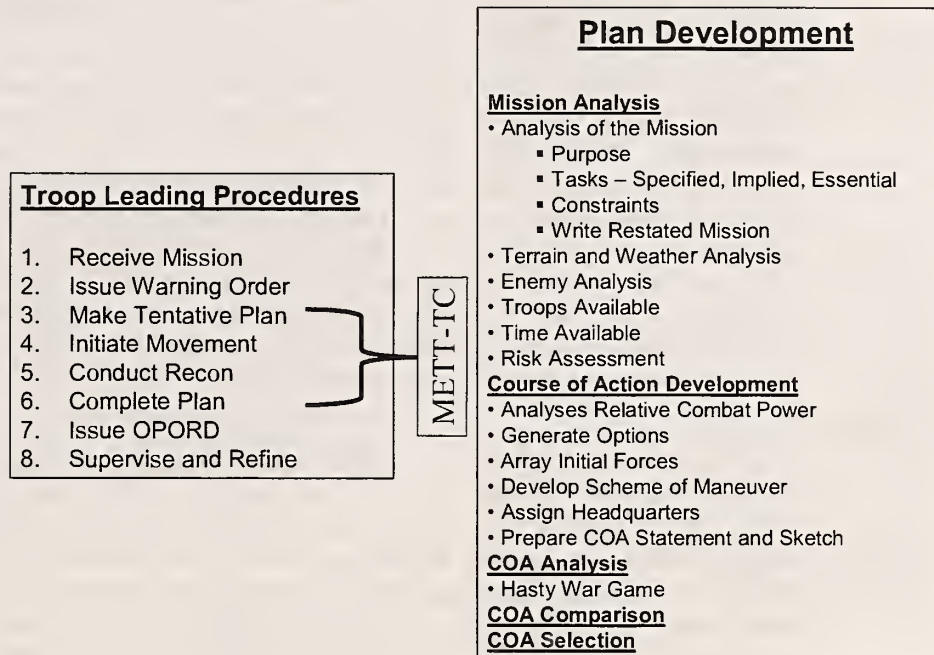 Troop Leading Procedures
1. Receive Mission
2. Issue Warning Order
3. Make Tentative Plan
4. Initiate Movement
5. Conduct Recon
6. Complete Plan
7. Issue OPORD
8. Supervise and Refine
METT-TC
Plan Development
Mission Analysis
• Analysis of the Mission
▪ Purpose
▪ Tasks – Specified, Implied, Essential
▪ Constraints
▪ Write Restated Mission
• Terrain and Weather Analysis
• Enemy Analysis
• Troops Available
• Time Available
• Risk Assessment
Course of Action Development
• Analyses Relative Combat Power
• Generate Options
• Array Initial Forces
• Develop Scheme of Maneuver
• Assign Headquarters
• Prepare COA Statement and Sketch
COA Analysis
• Hasty War Game
COA Comparison
COA Selection